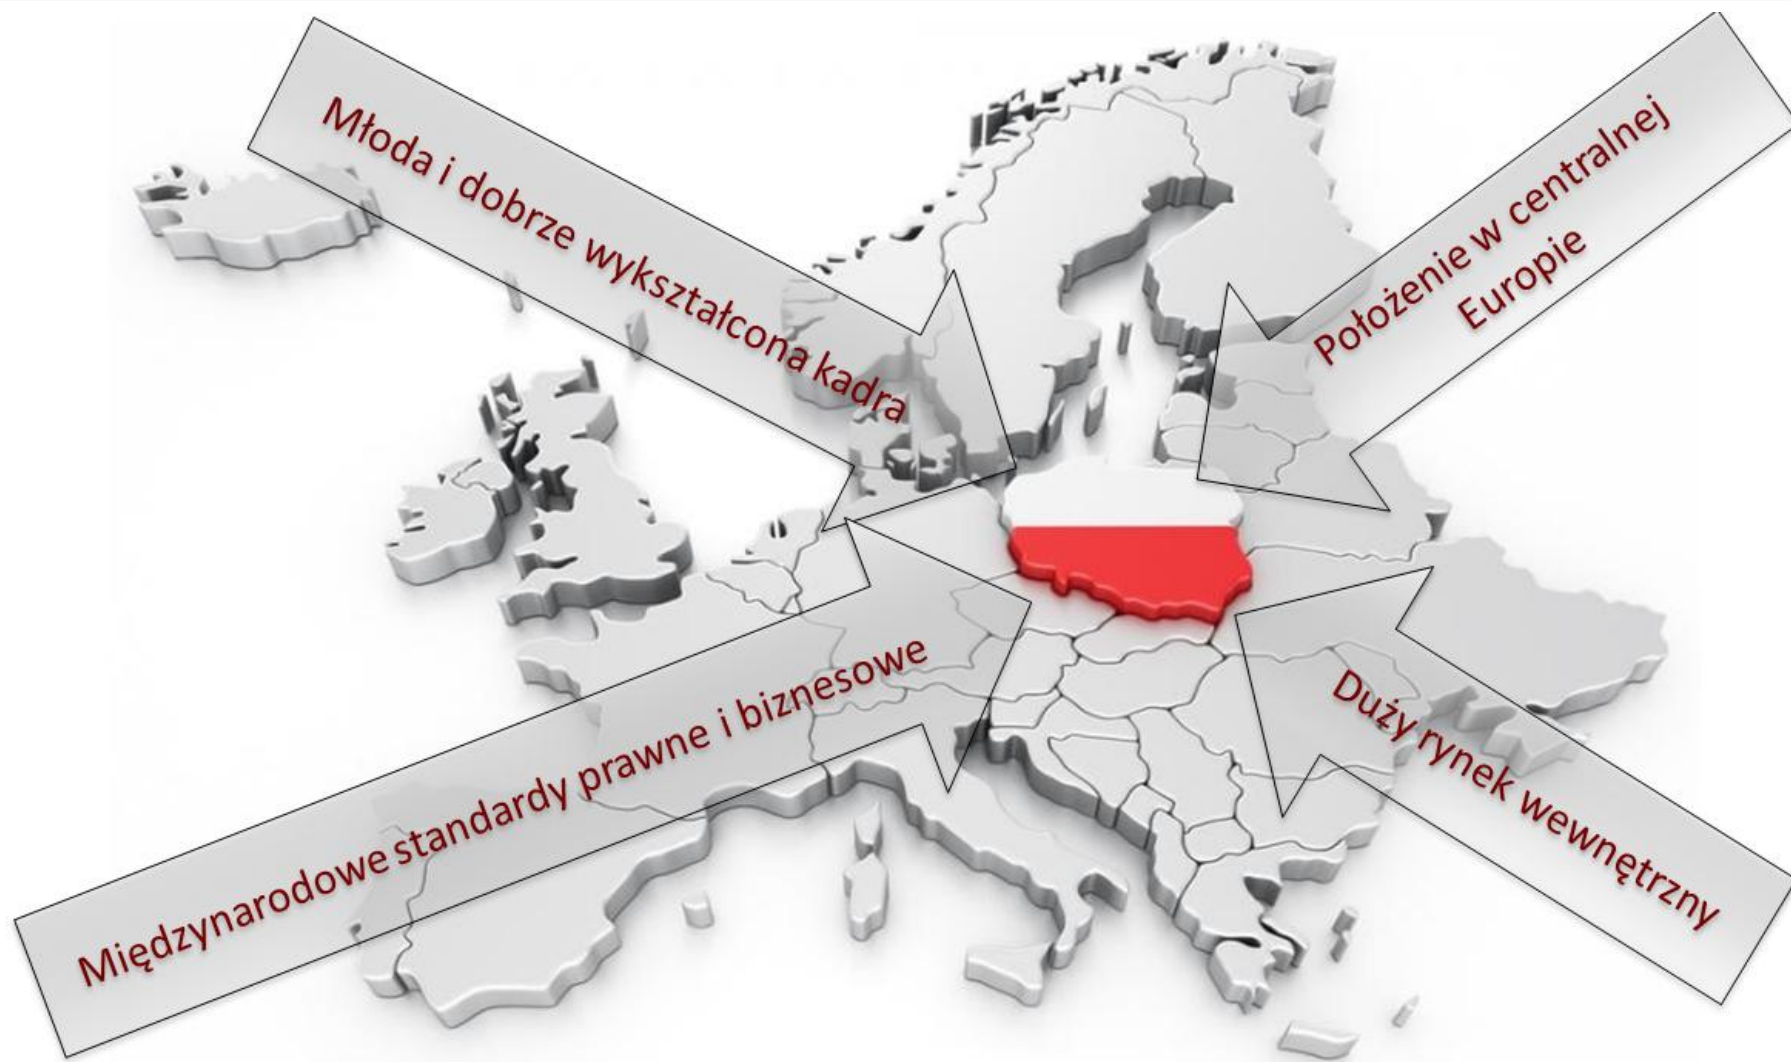 Młoda i dobrze wykształcona kadra
Położenie w centralnej
Europie
Międzynarodowe standardy prawne i biznesowe
Duży rynek wewnętrzny